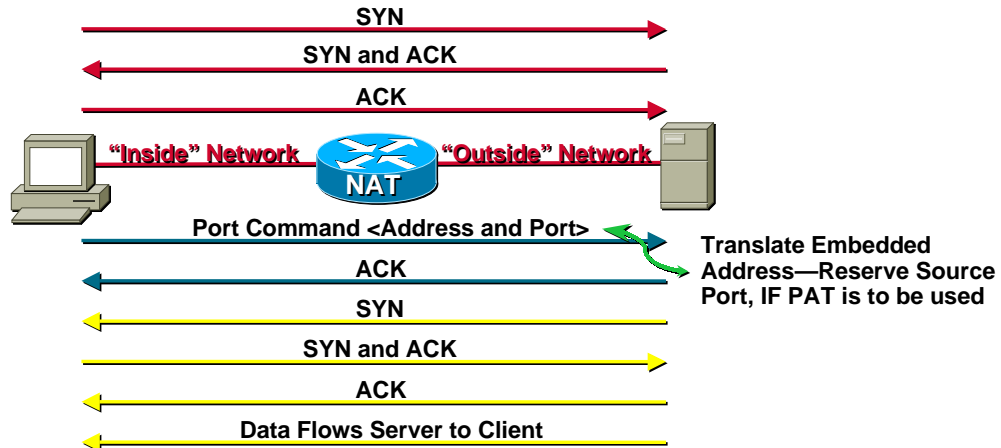 SYN
SYN and ACK
ACK
“Inside” Network
“Outside” Network
NAT
Port Command <Address and Port>
Translate Embedded
Address—Reserve Source
Port, IF PAT is to be used
ACK
SYN
SYN and ACK
ACK
Data Flows Server to Client